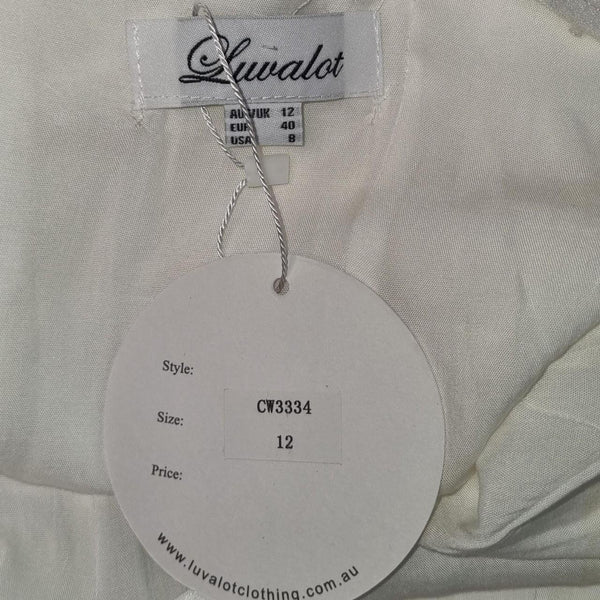 Luvalot
AU/UK 12
EUR 40
USA 8
Style:
CW3334
Size:
12
Price:
www.luvalotclothing.com.au